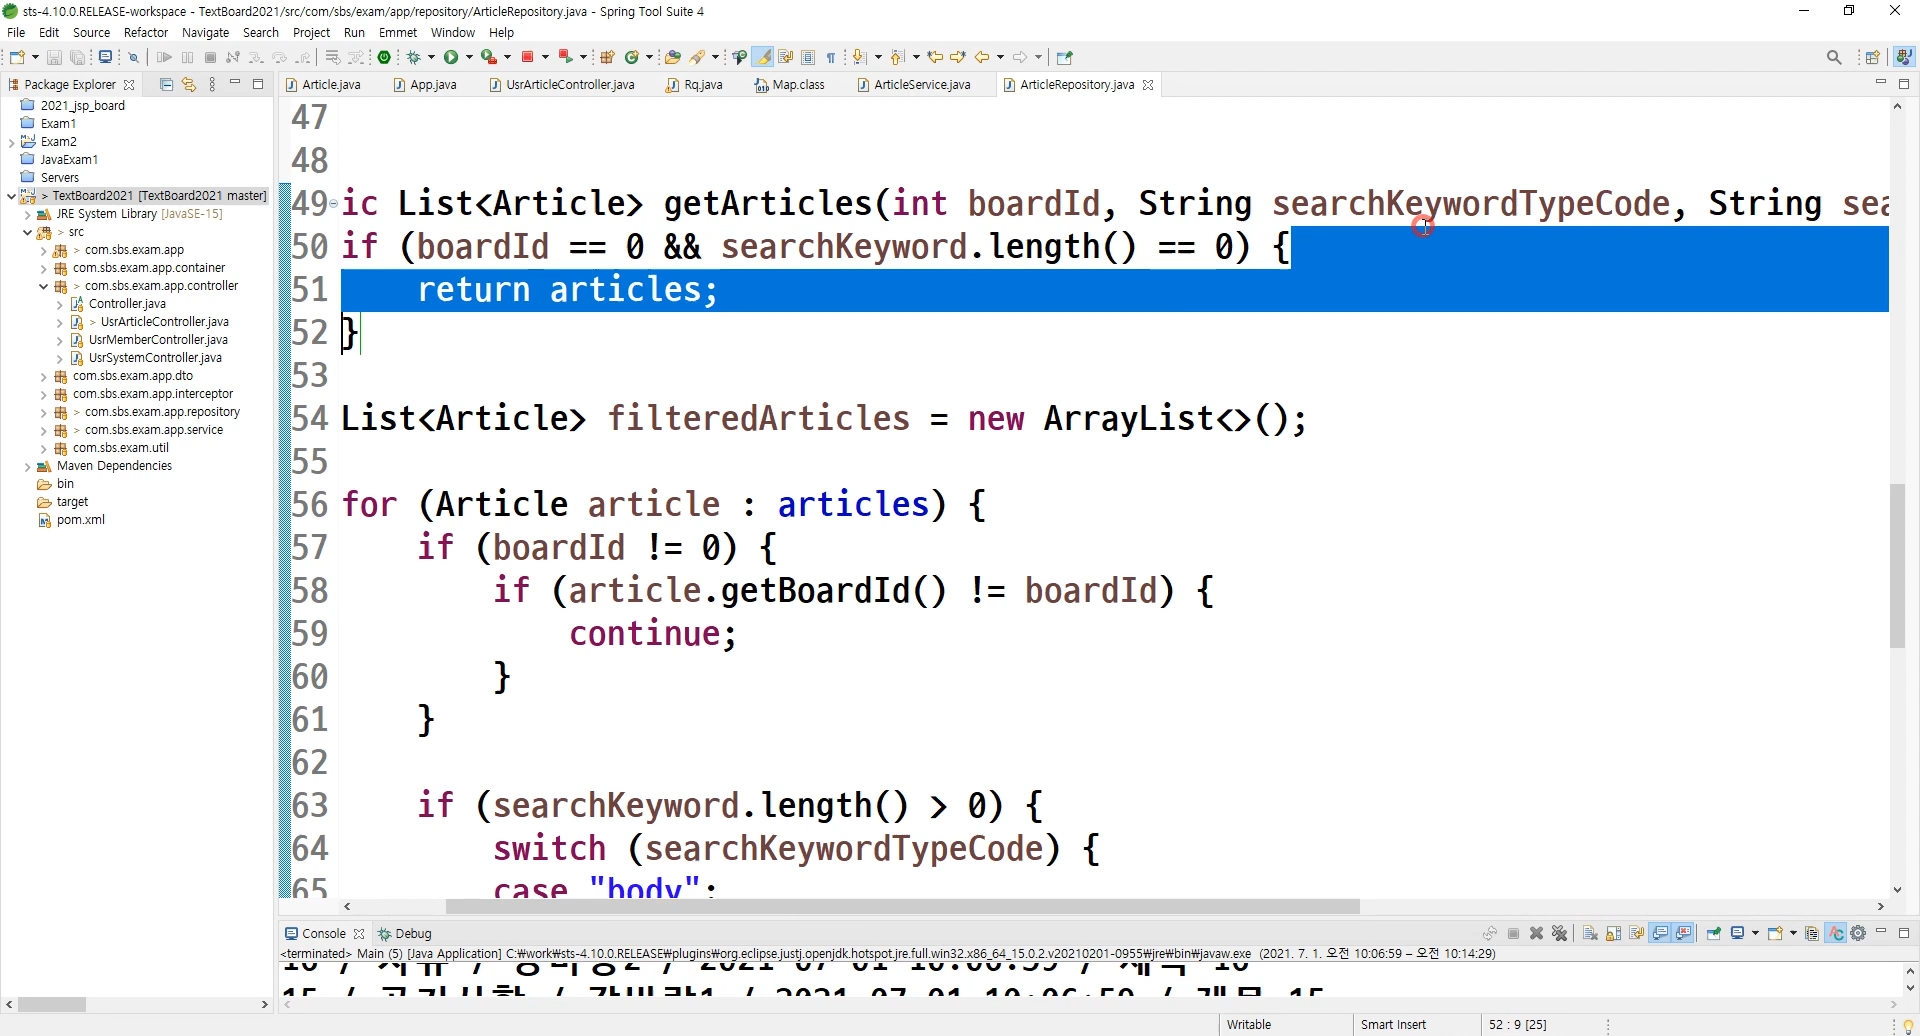 sts-4.10.0.RELEASE-workspace - TextBoard2021/src/com/sbs/exam/app/repository/ArticleRepository.java - Spring Tool Suite 4
File Edit Source Refactor Navigate Search Project Run Emmet Window Help
Package Explorer
2021_jsp_board
Exam1
Exam2
JavaExam1
Servers
> TextBoard2021 [TextBoard2021 master]
JRE System Library [JavaSE-15]
> src
> com.sbs.exam.app
com.sbs.exam.app.container
> com.sbs.exam.app.controller
Controller.java
> UsrArticleController.java
UsrMemberController.java
UsrSystemController.java
com.sbs.exam.app.dto
com.sbs.exam.app.interceptor
> com.sbs.exam.app.repository
> com.sbs.exam.app.service
com.sbs.exam.util
Maven Dependencies
bin
target
pom.xml
Article.java App.java UsrArticleController.java Rq.java Map.class ArticleService.java ArticleRepository.java
47
48
49 ic List<Article> getArticles(int boardId, String searchKeywordTypeCode, String sea
50 if (boardId == 0 && searchKeyword.length() == 0) {
51 return articles;
52 }
53
54 List<Article> filteredArticles = new ArrayList<>();
55
56 for (Article article : articles) {
57 if (boardId != 0) {
58 if (article.getBoardId() != boardId) {
59 continue;
60 }
61 }
62
63 if (searchKeyword.length() > 0) {
64 switch (searchKeywordTypeCode) {
65 case "body":
Console Debug
<terminated> Main (5) [Java Application] C:₩work₩sts-4.10.0.RELEASE₩plugins₩org.eclipse.justj.openjdk.hotspot.jre.full.win32.x86_64_15.0.2.v20210201-0955₩jre₩bin₩javaw.exe (2021. 7. 1. 오전 10:06:59 – 오전 10:14:29)
Writable Smart Insert 52 : 9 [25]